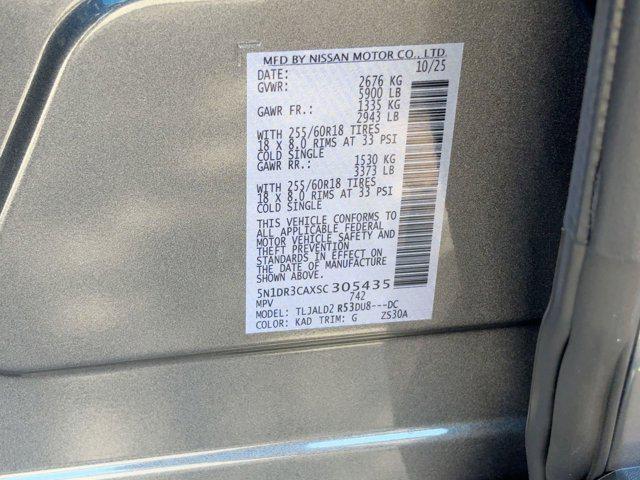 MFD BY NISSAN MOTOR CO., LTD.
DATE: 10/25
GVWR: 2676 KG
5900 LB
GAWR FR.: 1335 KG
2943 LB
WITH 255/60R18 TIRES
18 X 8.0 RIMS AT 33 PSI
COLD SINGLE
GAWR RR.: 1530 KG
3373 LB
WITH 255/60R18 TIRES
18 X 8.0 RIMS AT 33 PSI
COLD SINGLE
THIS VEHICLE CONFORMS TO
ALL APPLICABLE FEDERAL
MOTOR VEHICLE SAFETY AND
THEFT PREVENTION
STANDARDS IN EFFECT ON
DATE OF MANUFACTURE.
5N1DR3CAXSC305435
MPV 742
MODEL: TLJALD2 R53DU8---DC
COLOR: KAD TRIM: G ZS30A